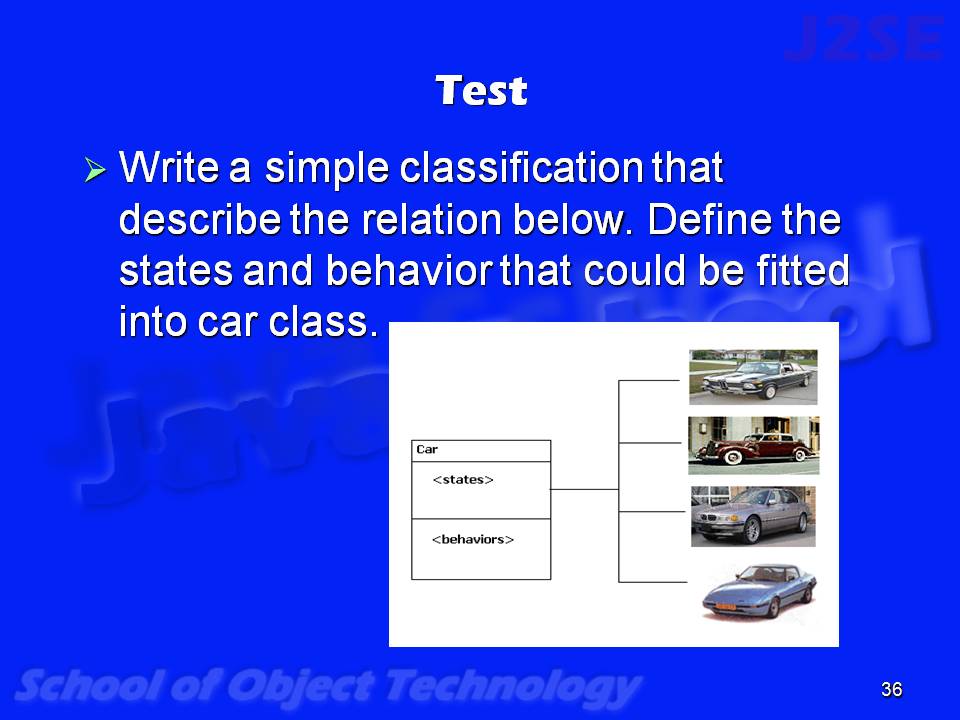 J2SE
Test
Write a simple classification that
describe the relation below. Define the
states and behavior that could be fitted
into car class.
Car
<states>
<behaviors>
School of Object Technology
36